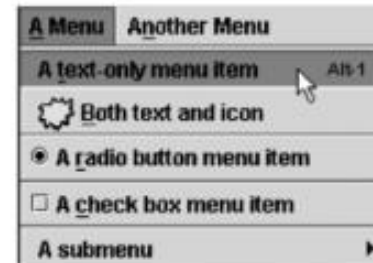 A Menu Another Menu
A text-only menu item Alt-1
Both text and icon
A radio button menu item
A check box menu item
A submenu